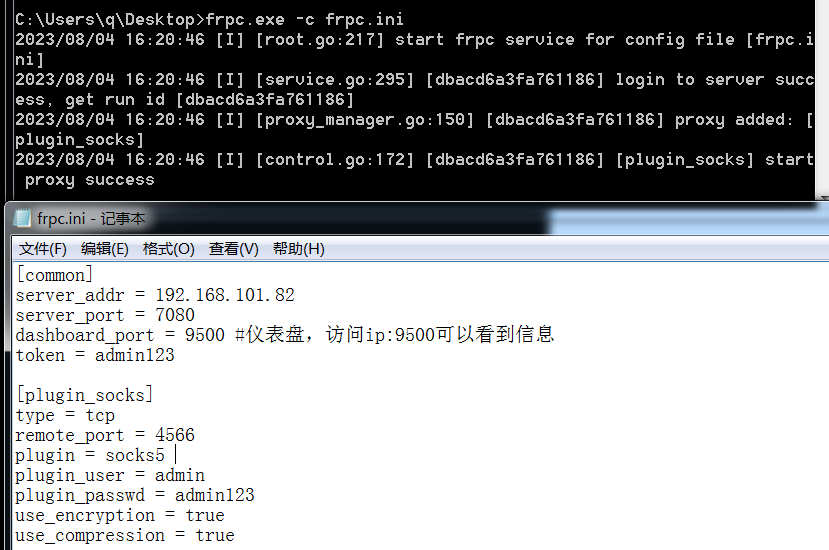 C:\Users\q\Desktop>frpc.exe -c frpc.ini
2023/08/04 16:20:46 [I] [root.go:217] start frpc service for config file [frpc.i
ni]
2023/08/04 16:20:46 [I] [service.go:295] [dbacd6a3fa761186] login to server succ
ess, get run id [dbacd6a3fa761186]
2023/08/04 16:20:46 [I] [proxy_manager.go:150] [dbacd6a3fa761186] proxy added: [
plugin_socks]
2023/08/04 16:20:46 [I] [control.go:172] [dbacd6a3fa761186] [plugin_socks] start
 proxy success
frpc.ini - 记事本
文件(F) 编辑(E) 格式(O) 查看(V) 帮助(H)
[common]
server_addr = 192.168.101.82
server_port = 7080
dashboard_port = 9500 #仪表盘，访问ip:9500可以看到信息
token = admin123
[plugin_socks]
type = tcp
remote_port = 4566
plugin = socks5
plugin_user = admin
plugin_passwd = admin123
use_encryption = true
use_compression = true